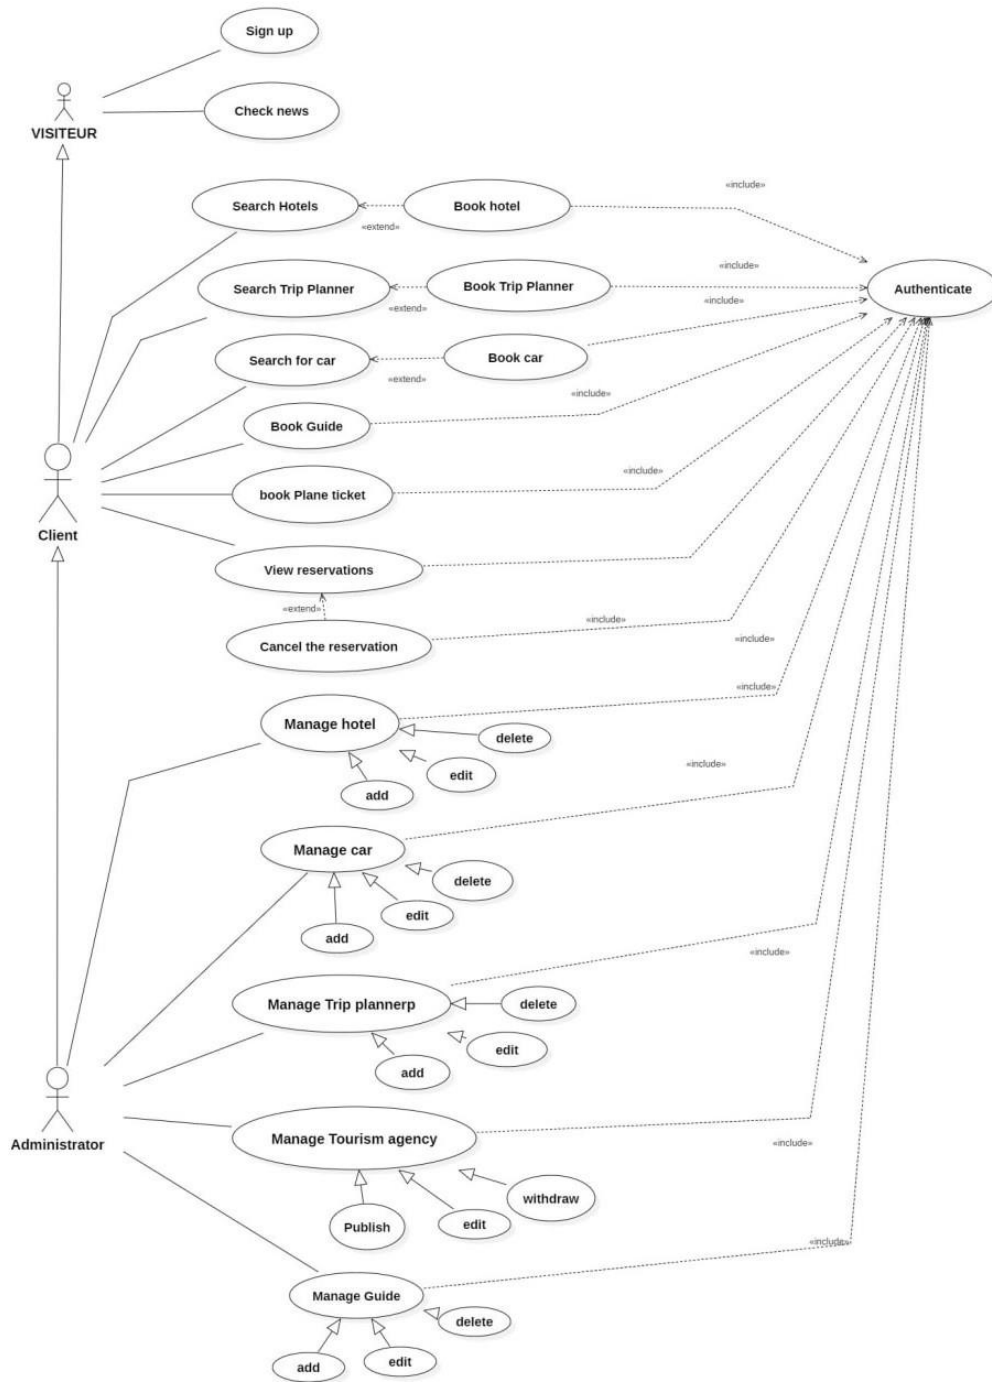 Sign up
Check news
VISITEUR
«include»
Search Hotels
Book hotel
«extend»
«include»
Search Trip Planner
Book Trip Planner
Authenticate
«include»
«extend»
Search for car
Book car
«extend»
«include»
Book Guide
«include»
book Plane ticket
Client
View reservations
«extend»
«include»
«include»
Cancel the reservation
«include»
Manage hotel
delete
edit
add
«include»
Manage car
delete
edit
add
«include»
Manage Trip plannerp
delete
edit
add
Administrator
Manage Tourism agency
«include»
withdraw
Publish
edit
«include»
Manage Guide
delete
add
edit